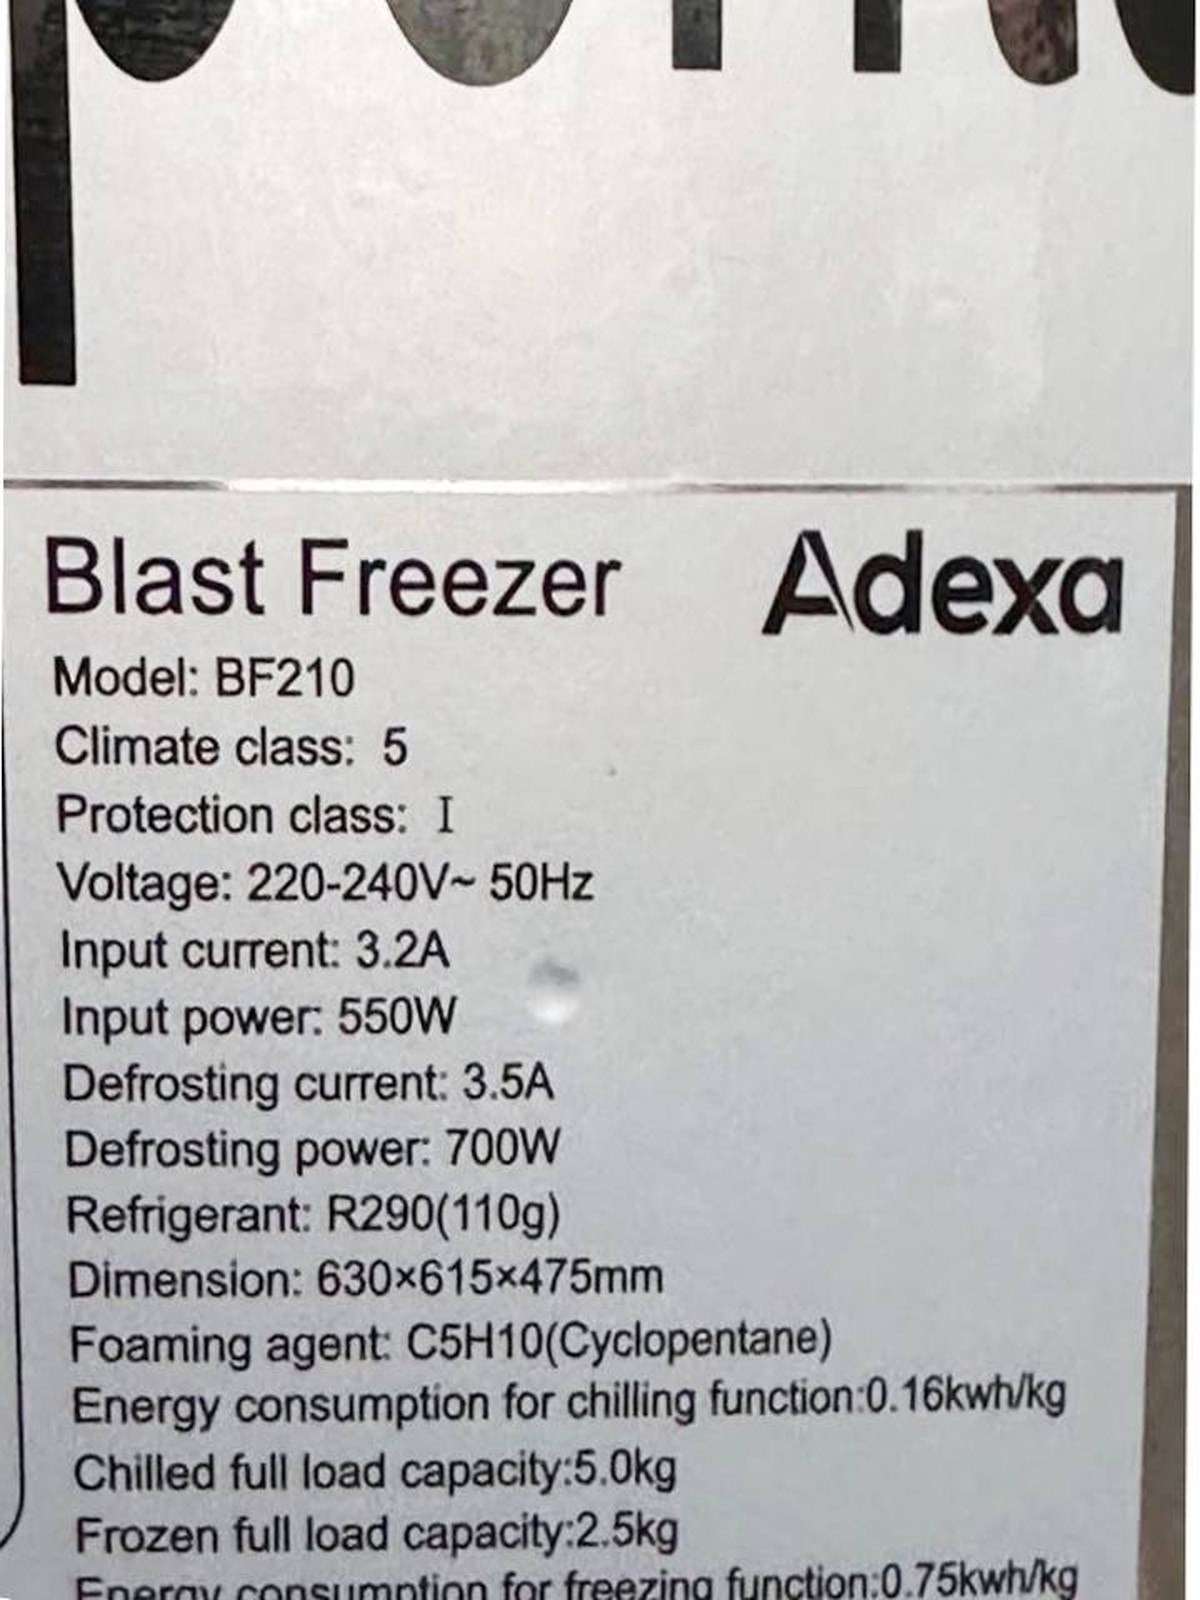 Blast Freezer Adexa
Model: BF210
Climate class: 5
Protection class: I
Voltage: 220-240V~ 50Hz
Input current: 3.2A
Input power: 550W
Defrosting current: 3.5A
Defrosting power: 700W
Refrigerant: R290(110g)
Dimension: 630×615×475mm
Foaming agent: C5H10(Cyclopentane)
Energy consumption for chilling function:0.16kwh/kg
Chilled full load capacity:5.0kg
Frozen full load capacity:2.5kg
Energy consumption for freezing function:0.75kwh/kg